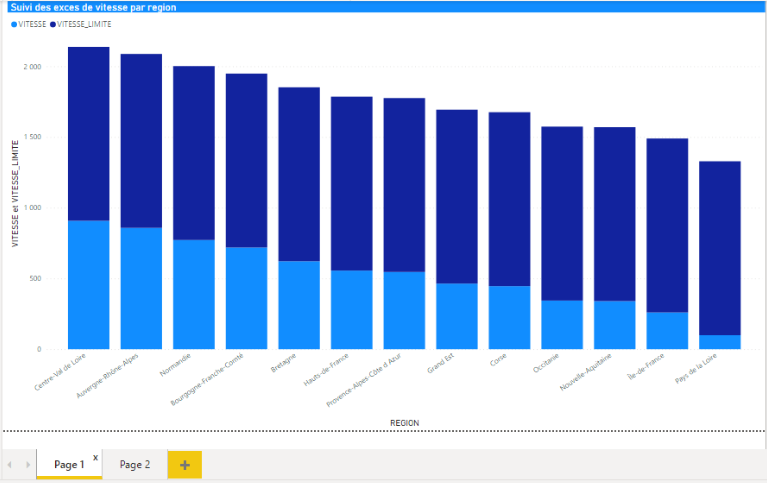 Suivi des exces de vitesse par region
VITESSE VITESSE_LIMITE
VITESSE et VITESSE_LIMITE
2 000
1 500
1 000
500
0
Centre-Val de Loire
Auvergne-Rhône-Alpes
Normandie
Bourgogne-Franche-Comté
Bretagne
Hauts-de-France
Provence-Alpes-Côte d Azur
Grand Est
Corse
Occitanie
Nouvelle-Aquitaine
Île-de-France
Pays de la Loire
REGION
Page 1 x Page 2 +